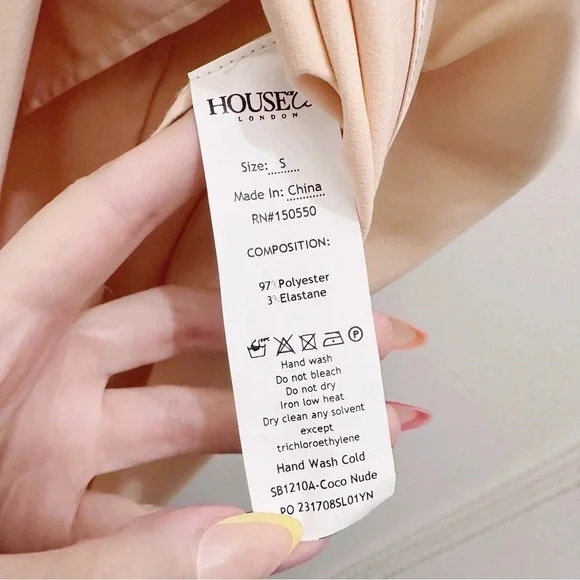 HOUSE
LONDON
Size: S
Made In: China
RN#150550
COMPOSITION:
97% Polyester
3% Elastane
P
Hand wash
Do not bleach
Do not dry
Iron low heat
Dry clean any solvent
except
trichloroethylene
Hand Wash Cold
SB1210A-Coco Nude
PO 231708SL01YN